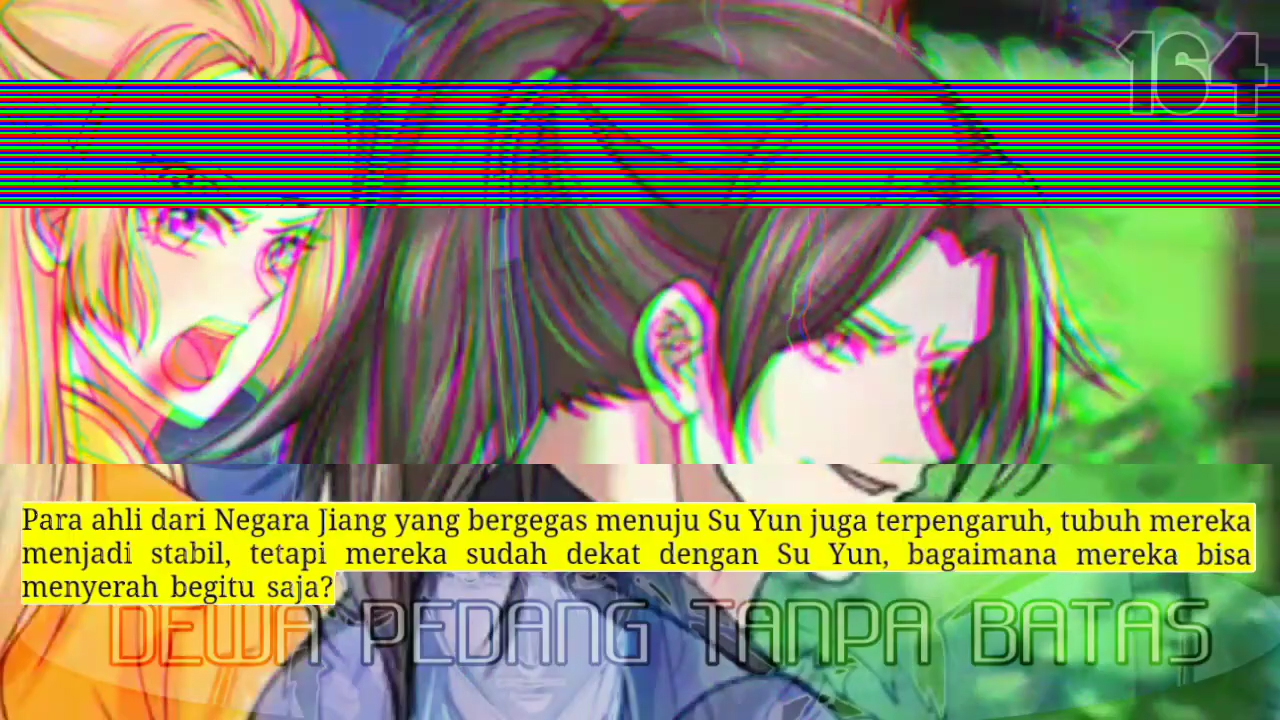 164
Para ahli dari Negara Jiang yang bergegas menuju Su Yun juga terpengaruh, tubuh mereka
menjadi stabil, tetapi mereka sudah dekat dengan Su Yun, bagaimana mereka bisa
menyerah begitu saja?
DEWA PEDANG TANPA BATAS